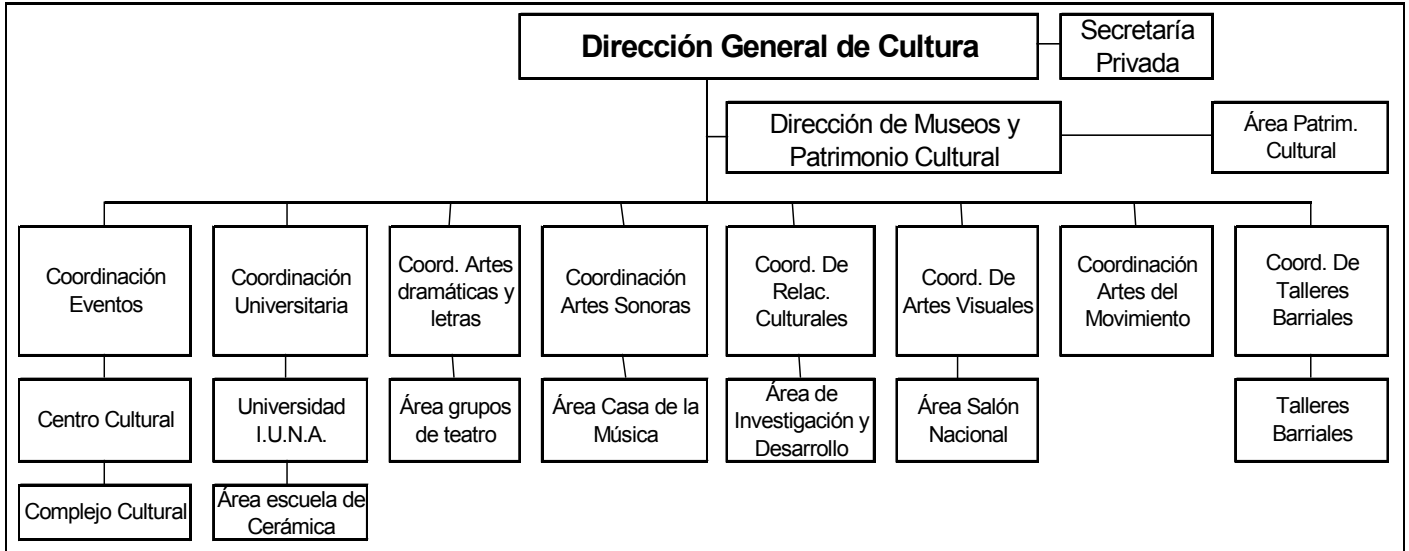 Dirección General de Cultura
Secretaría
Privada
Dirección de Museos y
Patrimonio Cultural
Área Patrim.
Cultural
Coordinación
Eventos
Coordinación
Universitaria
Coord. Artes
dramáticas y
letras
Coordinación
Artes Sonoras
Coord. De
Relac.
Culturales
Coord. De
Artes Visuales
Coordinación
Artes del
Movimiento
Coord. De
Talleres
Barriales
Centro Cultural
Universidad
I.U.N.A.
Área grupos
de teatro
Área Casa de la
Música
Área de
Investigación y
Desarrollo
Área Salón
Nacional
Talleres
Barriales
Complejo Cultural
Área escuela de
Cerámica